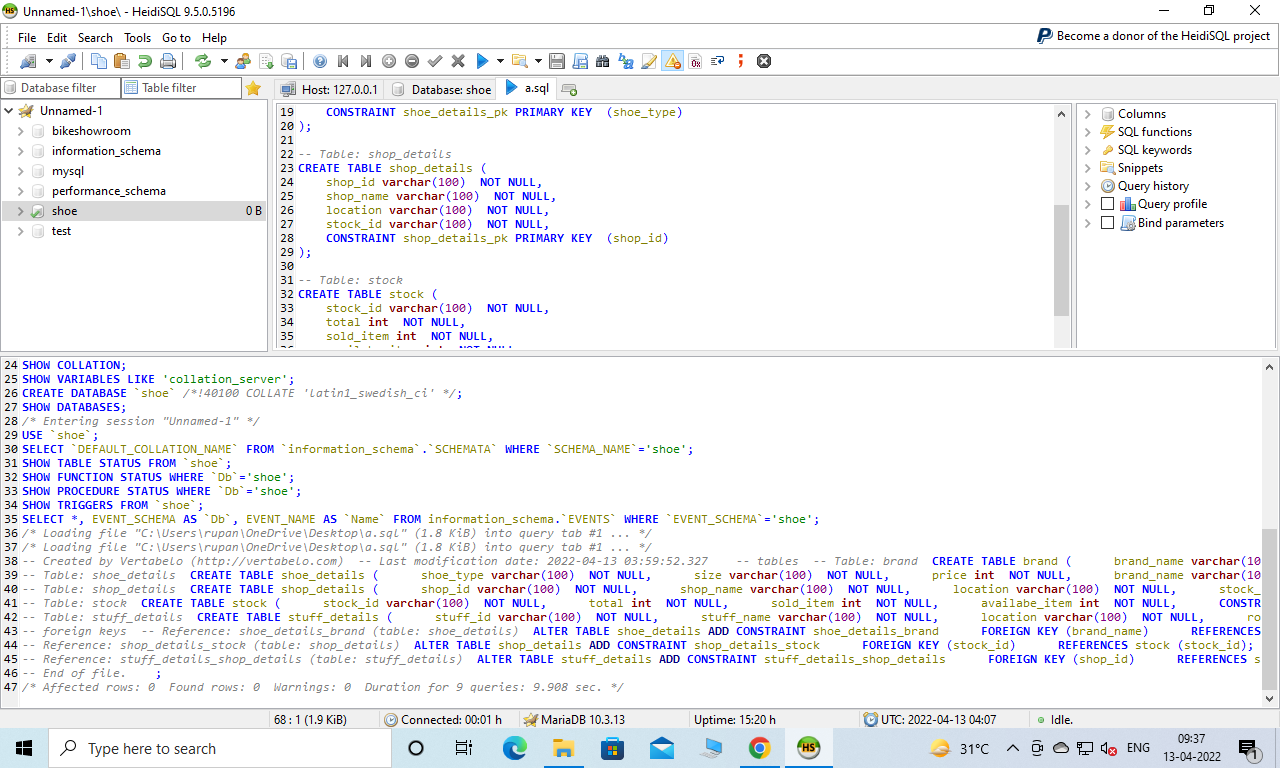 Unnamed-1\shoe\ - HeidiSQL 9.5.0.5196
File Edit Search Tools Go to Help
Become a donor of the HeidiSQL project
Database filter Table filter
Host: 127.0.0.1 Database: shoe a.sql
Unnamed-1
bikeshowroom
information_schema
mysql
performance_schema
shoe 0 B
test
19 CONSTRAINT shoe_details_pk PRIMARY KEY (shoe_type)
20 );
21
22 -- Table: shop_details
23 CREATE TABLE shop_details (
24 shop_id varchar(100) NOT NULL,
25 shop_name varchar(100) NOT NULL,
26 location varchar(100) NOT NULL,
27 stock_id varchar(100) NOT NULL,
28 CONSTRAINT shop_details_pk PRIMARY KEY (shop_id)
29 );
30
31 -- Table: stock
32 CREATE TABLE stock (
33 stock_id varchar(100) NOT NULL,
34 total int NOT NULL,
35 sold_item int NOT NULL,
Columns
SQL functions
SQL keywords
Snippets
Query history
Query profile
Bind parameters
24 SHOW COLLATION;
25 SHOW VARIABLES LIKE 'collation_server';
26 CREATE DATABASE `shoe` /*!40100 COLLATE 'latin1_swedish_ci' */;
27 SHOW DATABASES;
28 /* Entering session "Unnamed-1" */
29 USE `shoe`;
30 SELECT `DEFAULT_COLLATION_NAME` FROM `information_schema`.`SCHEMATA` WHERE `SCHEMA_NAME`='shoe';
31 SHOW TABLE STATUS FROM `shoe`;
32 SHOW FUNCTION STATUS WHERE `Db`='shoe';
33 SHOW PROCEDURE STATUS WHERE `Db`='shoe';
34 SHOW TRIGGERS FROM `shoe`;
35 SELECT *, EVENT_SCHEMA AS `Db`, EVENT_NAME AS `Name` FROM information_schema.`EVENTS` WHERE `EVENT_SCHEMA`='shoe';
36 /* Loading file "C:\Users\rupan\OneDrive\Desktop\a.sql" (1.8 KiB) into query tab #1 ... */
37 /* Loading file "C:\Users\rupan\OneDrive\Desktop\a.sql" (1.8 KiB) into query tab #1 ... */
38 -- Created by Vertabelo (http://vertabelo.com) -- Last modification date: 2022-04-13 03:59:52.327 -- tables -- Table: brand CREATE TABLE brand ( brand_name varchar(10
39 -- Table: shoe_details CREATE TABLE shoe_details ( shoe_type varchar(100) NOT NULL, size varchar(100) NOT NULL, price int NOT NULL, brand_name varchar(10
40 -- Table: shop_details CREATE TABLE shop_details ( shop_id varchar(100) NOT NULL, shop_name varchar(100) NOT NULL, location varchar(100) NOT NULL, stock_
41 -- Table: stock CREATE TABLE stock ( stock_id varchar(100) NOT NULL, total int NOT NULL, sold_item int NOT NULL, availabe_item int NOT NULL, CONSTR
42 -- Table: stuff_details CREATE TABLE stuff_details ( stuff_id varchar(100) NOT NULL, stuff_name varchar(100) NOT NULL, location varchar(100) NOT NULL, ro
43 -- foreign keys -- Reference: shoe_details_brand (table: shoe_details) ALTER TABLE shoe_details ADD CONSTRAINT shoe_details_brand FOREIGN KEY (brand_name) REFERENCES
44 -- Reference: shop_details_stock (table: shop_details) ALTER TABLE shop_details ADD CONSTRAINT shop_details_stock FOREIGN KEY (stock_id) REFERENCES stock (stock_id);
45 -- Reference: stuff_details_shop_details (table: stuff_details) ALTER TABLE stuff_details ADD CONSTRAINT stuff_details_shop_details FOREIGN KEY (shop_id) REFERENCES s
46 -- End of file. ;
47 /* Affected rows: 0 Found rows: 0 Warnings: 0 Duration for 9 queries: 9.908 sec. */
68 : 1 (1.9 KiB) Connected: 00:01 h MariaDB 10.3.13 Uptime: 15:20 h UTC: 2022-04-13 04:07 Idle.
Type here to search 31°C ENG 09:37
13-04-2022